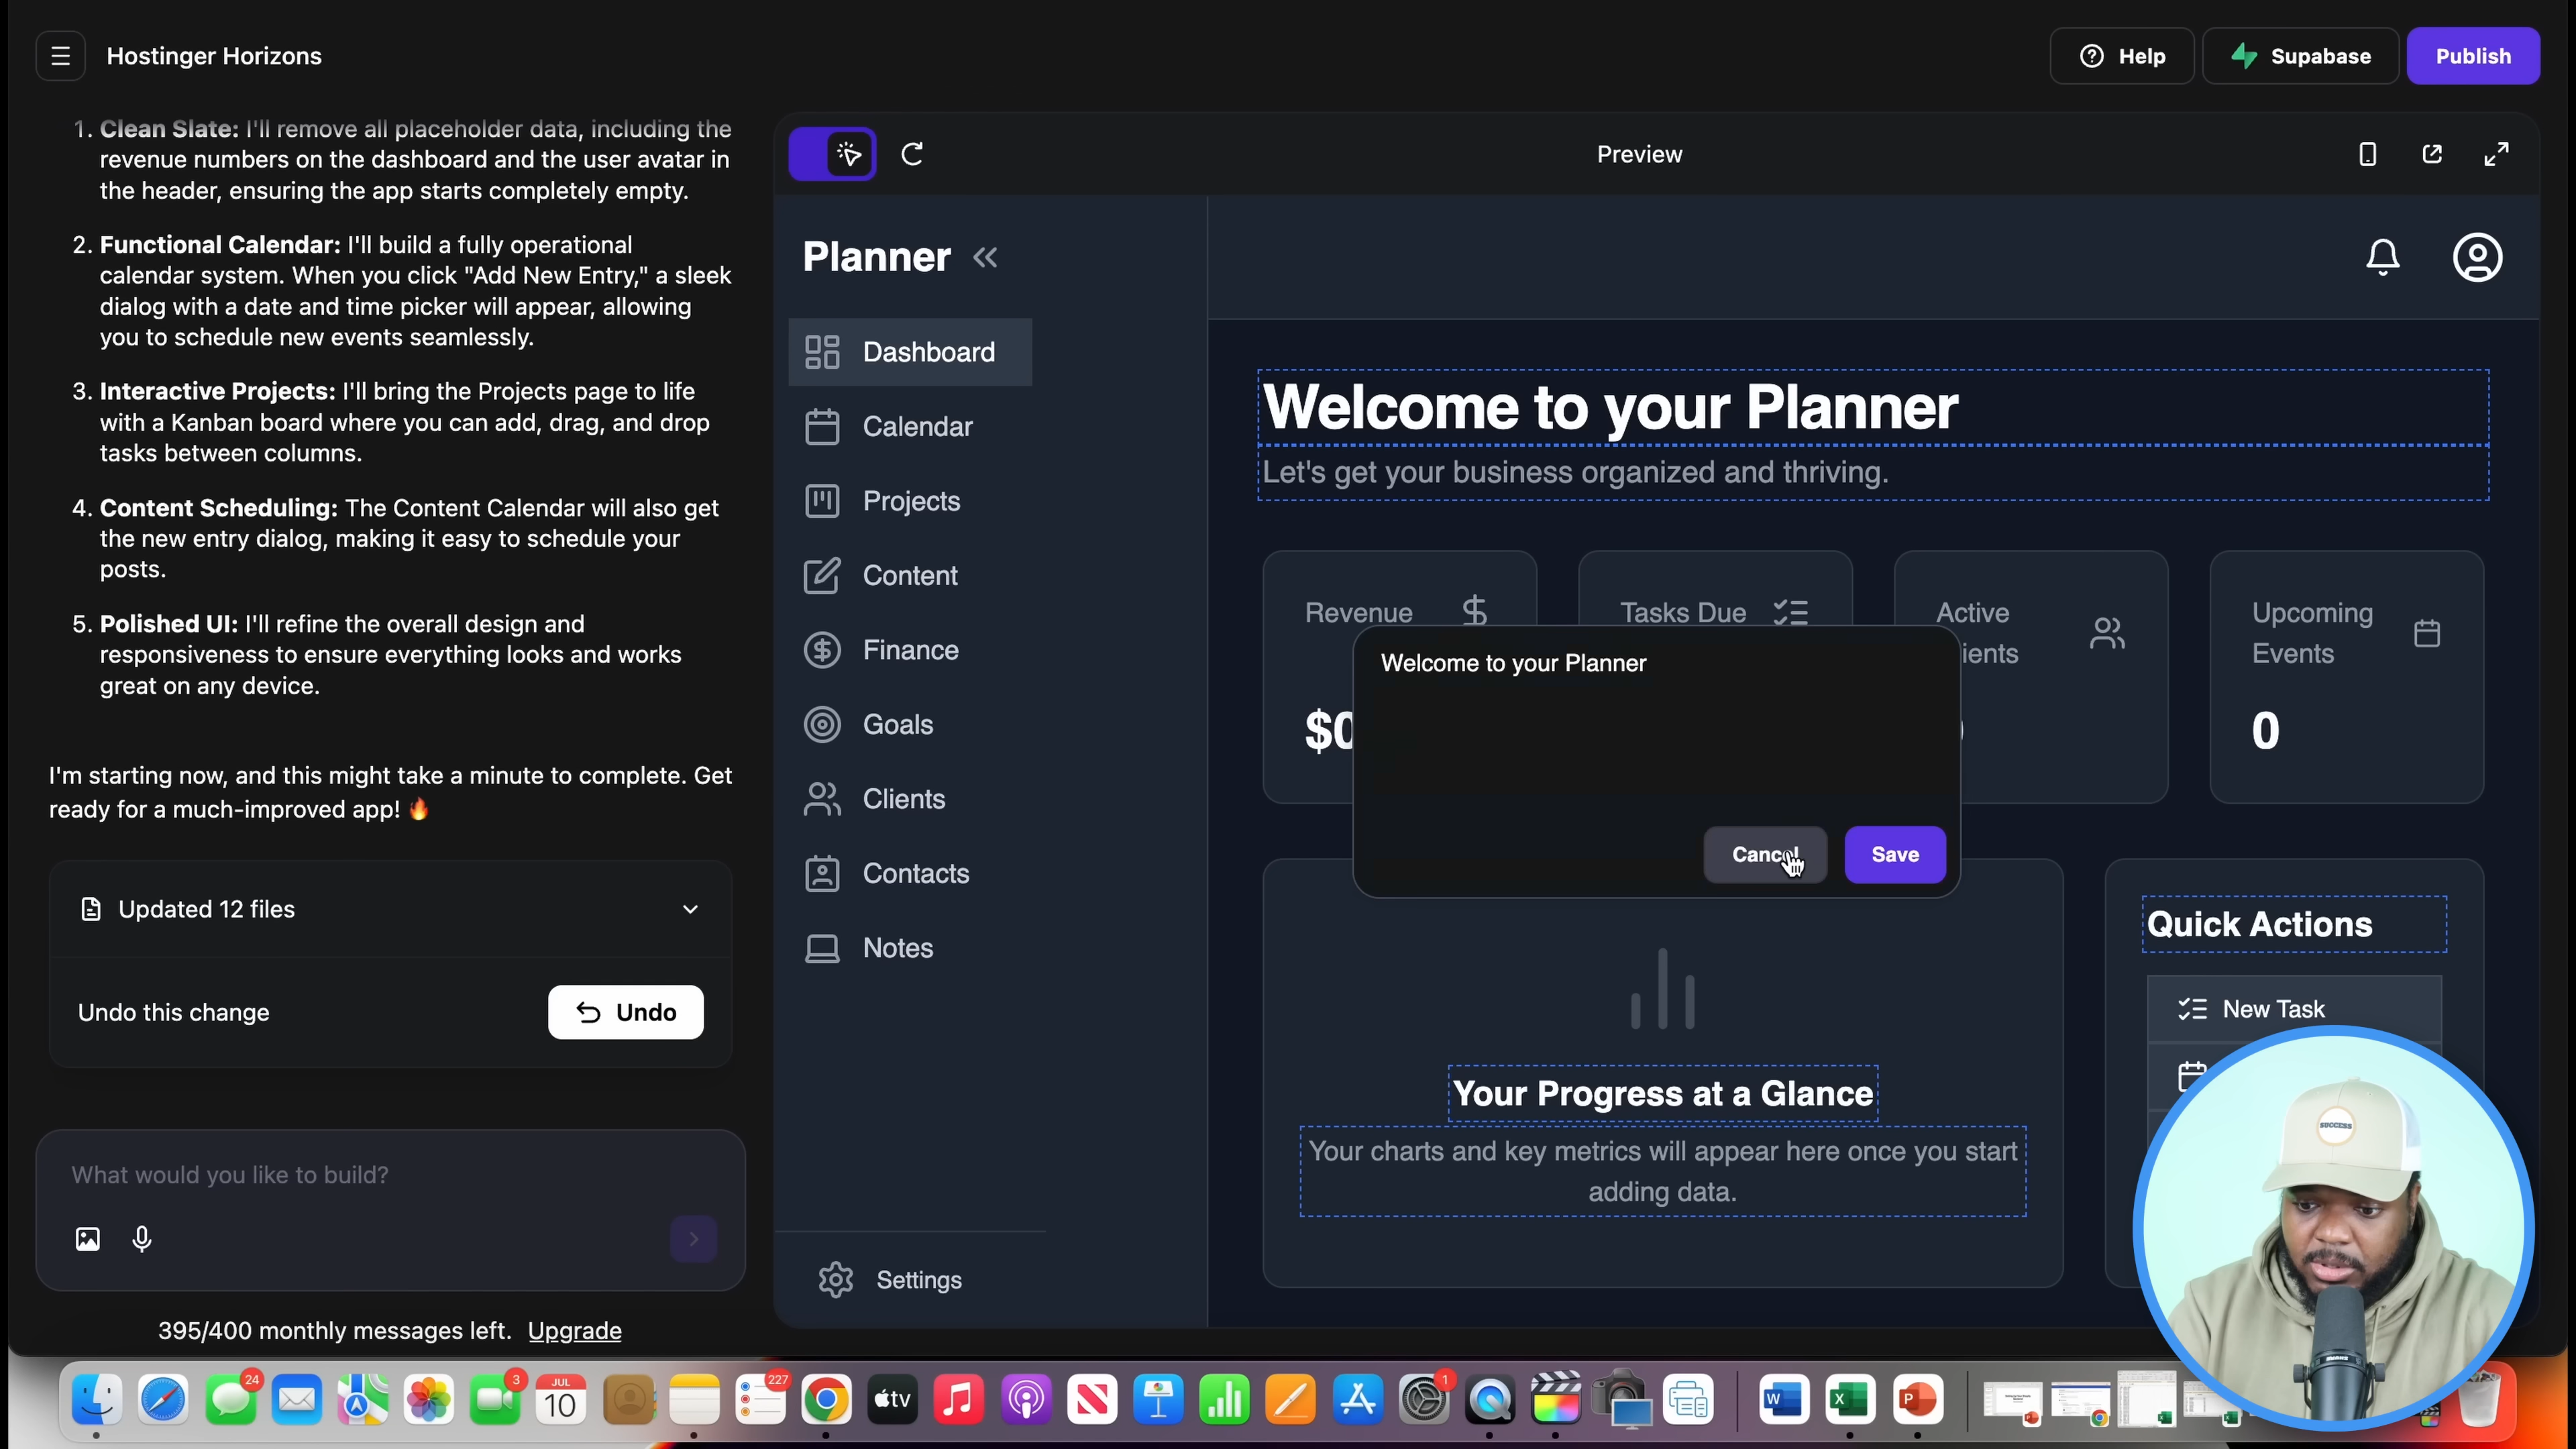 Hostinger Horizons
Help
Supabase
Publish
1. Clean Slate: I'll remove all placeholder data, including the
revenue numbers on the dashboard and the user avatar in
the header, ensuring the app starts completely empty.
2. Functional Calendar: I'll build a fully operational
calendar system. When you click "Add New Entry," a sleek
dialog with a date and time picker will appear, allowing
you to schedule new events seamlessly.
3. Interactive Projects: I'll bring the Projects page to life
with a Kanban board where you can add, drag, and drop
tasks between columns.
4. Content Scheduling: The Content Calendar will also get
the new entry dialog, making it easy to schedule your
posts.
5. Polished UI: I'll refine the overall design and
responsiveness to ensure everything looks and works
great on any device.
I'm starting now, and this might take a minute to complete. Get
ready for a much-improved app! 🔥
Updated 12 files
Undo this change
Undo
What would you like to build?
395/400 monthly messages left. Upgrade
Preview
Planner
Dashboard
Calendar
Projects
Content
Finance
Goals
Clients
Contacts
Notes
Settings
Welcome to your Planner
Let's get your business organized and thriving.
Revenue
$0
Tasks Due
Active
ients
Upcoming
Events
0
Welcome to your Planner
Cancel
Save
Your Progress at a Glance
Your charts and key metrics will appear here once you start
adding data.
Quick Actions
New Task
SUCCESS
24
3
JUL
10
227
tv
1
W
X
P